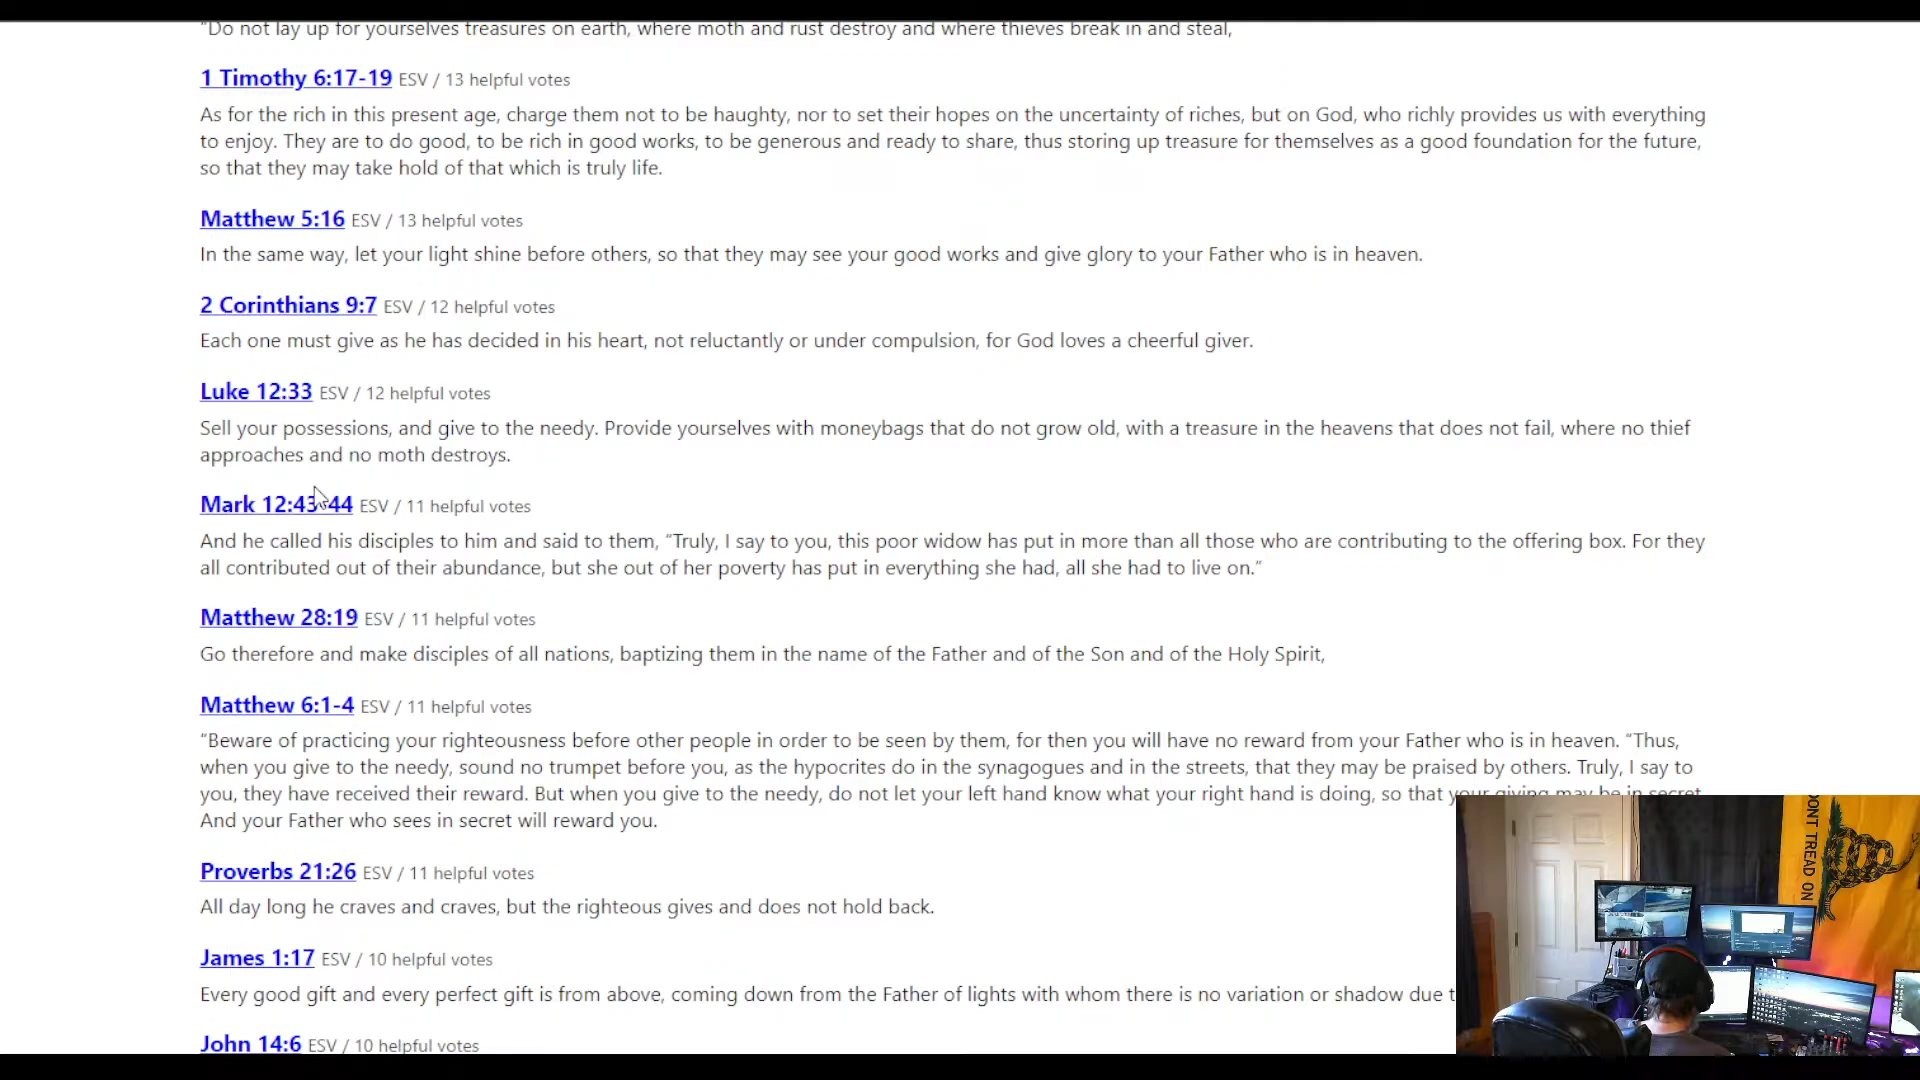 “Do not lay up for yourselves treasures on earth, where moth and rust destroy and where thieves break in and steal,
1 Timothy 6:17-19 ESV / 13 helpful votes
As for the rich in this present age, charge them not to be haughty, nor to set their hopes on the uncertainty of riches, but on God, who richly provides us with everything
to enjoy. They are to do good, to be rich in good works, to be generous and ready to share, thus storing up treasure for themselves as a good foundation for the future,
so that they may take hold of that which is truly life.
Matthew 5:16 ESV / 13 helpful votes
In the same way, let your light shine before others, so that they may see your good works and give glory to your Father who is in heaven.
2 Corinthians 9:7 ESV / 12 helpful votes
Each one must give as he has decided in his heart, not reluctantly or under compulsion, for God loves a cheerful giver.
Luke 12:33 ESV / 12 helpful votes
Sell your possessions, and give to the needy. Provide yourselves with moneybags that do not grow old, with a treasure in the heavens that does not fail, where no thief
approaches and no moth destroys.
Mark 12:43-44 ESV / 11 helpful votes
And he called his disciples to him and said to them, “Truly, I say to you, this poor widow has put in more than all those who are contributing to the offering box. For they
all contributed out of their abundance, but she out of her poverty has put in everything she had, all she had to live on.”
Matthew 28:19 ESV / 11 helpful votes
Go therefore and make disciples of all nations, baptizing them in the name of the Father and of the Son and of the Holy Spirit,
Matthew 6:1-4 ESV / 11 helpful votes
“Beware of practicing your righteousness before other people in order to be seen by them, for then you will have no reward from your Father who is in heaven. “Thus,
when you give to the needy, sound no trumpet before you, as the hypocrites do in the synagogues and in the streets, that they may be praised by others. Truly, I say to
you, they have received their reward. But when you give to the needy, do not let your left hand know what your right hand is doing, so that your giving may be in secret.
And your Father who sees in secret will reward you.
Proverbs 21:26 ESV / 11 helpful votes
All day long he craves and craves, but the righteous gives and does not hold back.
James 1:17 ESV / 10 helpful votes
Every good gift and every perfect gift is from above, coming down from the Father of lights with whom there is no variation or shadow due t
John 14:6 ESV / 10 helpful votes
DONT TREAD ON